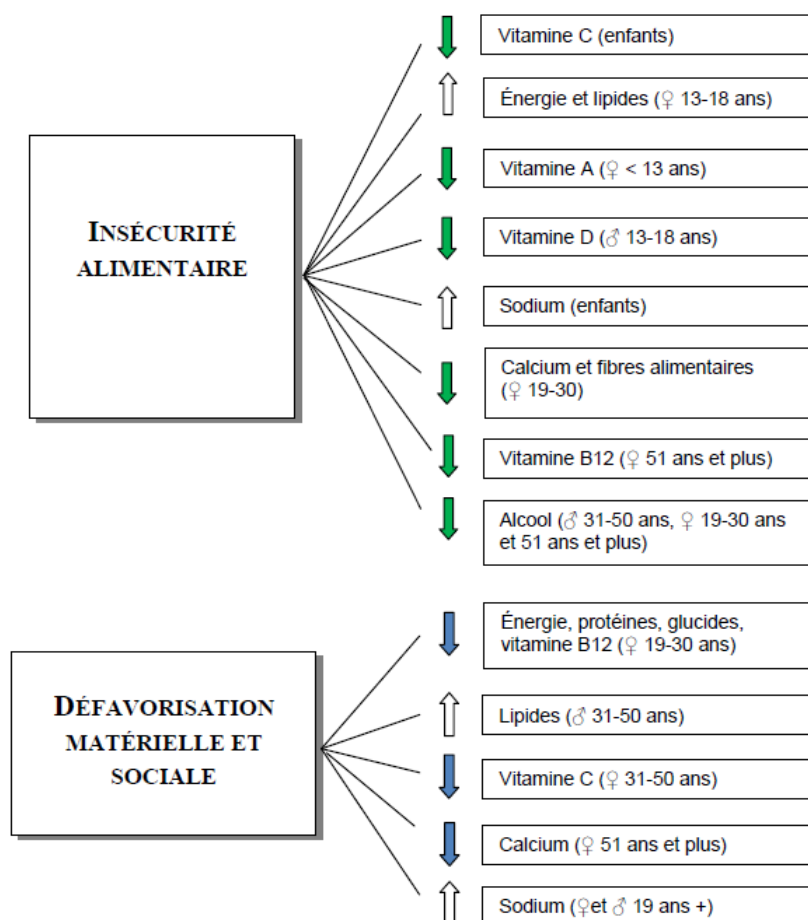 INSÉCURITÉ
ALIMENTAIRE
Vitamine C (enfants)
Énergie et lipides (♀ 13-18 ans)
Vitamine A (♀ < 13 ans)
Vitamine D (♂ 13-18 ans)
Sodium (enfants)
Calcium et fibres alimentaires
(♀ 19-30)
Vitamine B12 (♀ 51 ans et plus)
Alcool (♂ 31-50 ans, ♀ 19-30 ans
et 51 ans et plus)
DÉFAVORISATION
MATÉRIELLE ET
SOCIALE
Énergie, protéines, glucides,
vitamine B12 (♀ 19-30 ans)
Lipides (♂ 31-50 ans)
Vitamine C (♀ 31-50 ans)
Calcium (♀ 51 ans et plus)
Sodium (♀et ♂ 19 ans +)